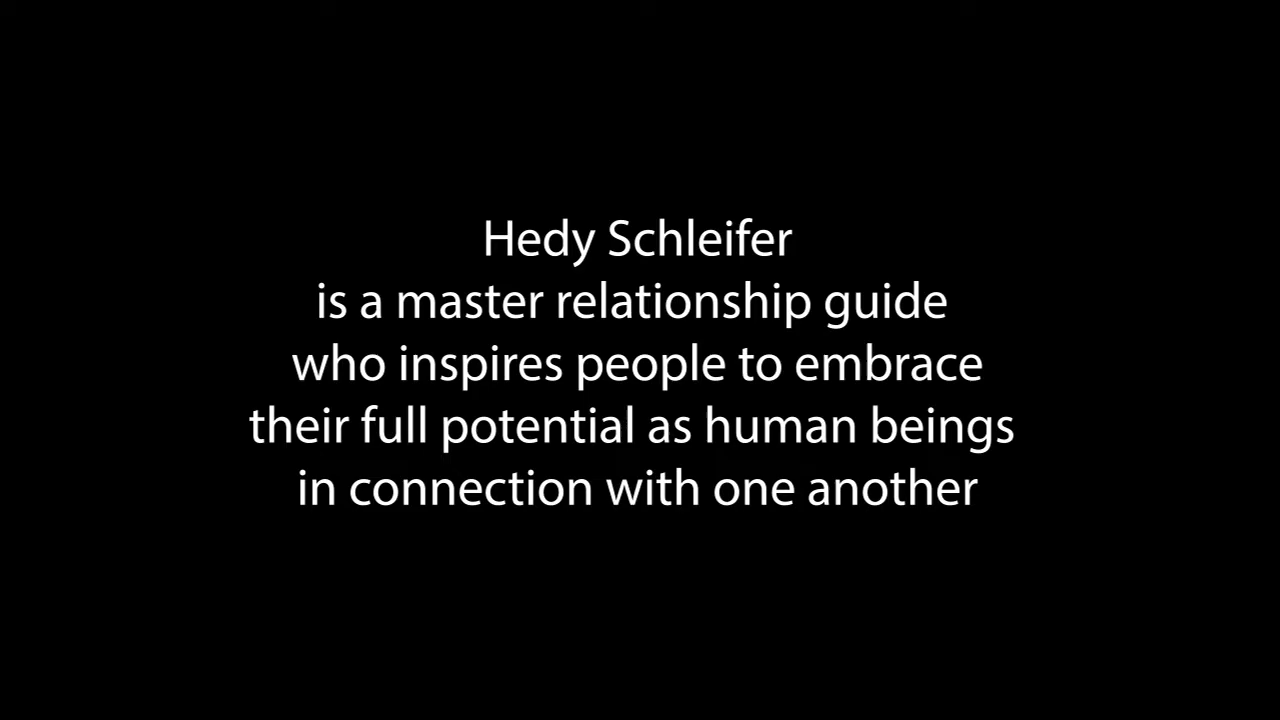 Hedy Schleifer
is a master relationship guide
who inspires people to embrace
their full potential as human beings
in connection with one another